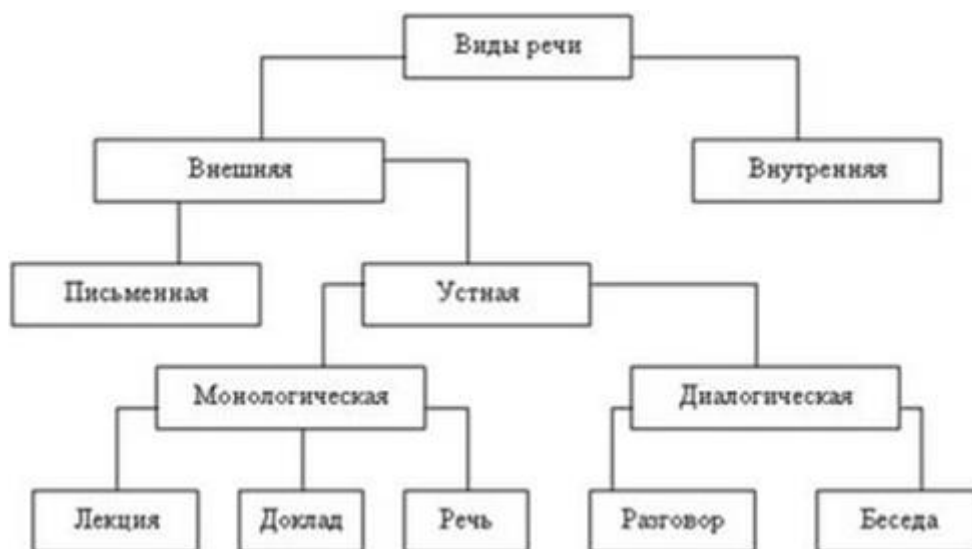 Виды речи
Внешняя
Внутренняя
Письменная
Устная
Монологическая
Диалогическая
Лекция
Доклад
Речь
Разговор
Беседа